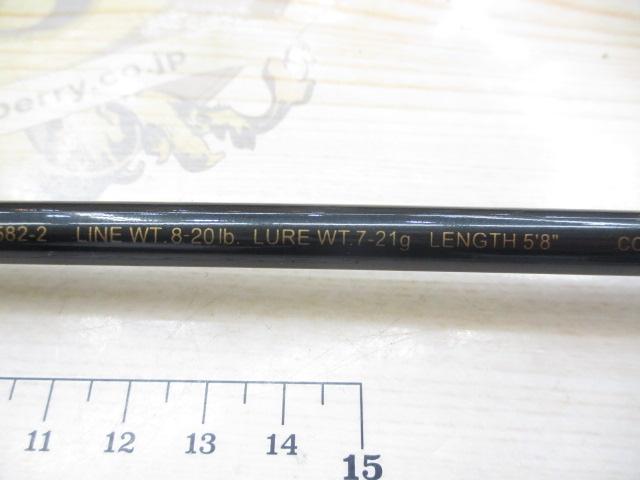 berry.co.jp
582-2 LINE WT. 8-20 lb. LURE WT. 7-21g LENGTH 5'8" CO
11 12 13 14 15